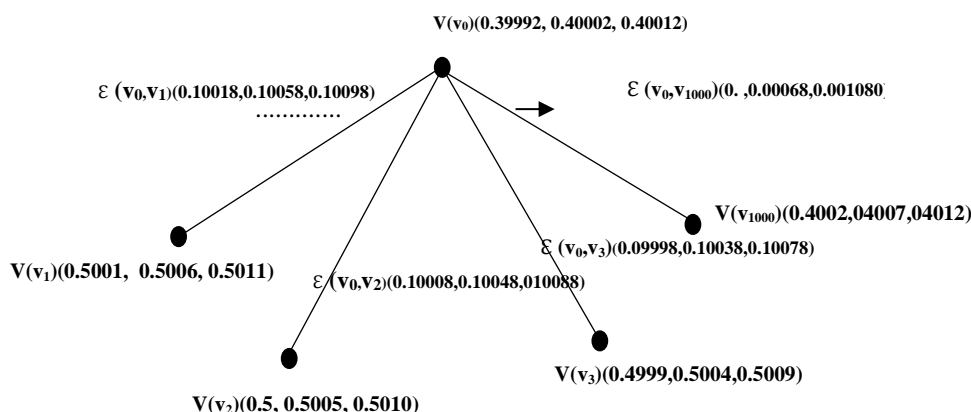 V(v₀)(0.39992, 0.40002, 0.40012)
ℰ (v₀,v₁)(0.10018,0.10058,0.10098)
ℰ (v₀,v₁₀₀₀)(0. ,0.00068,0.001080)
V(v₁₀₀₀)(0.4002,04007,04012)
ℰ (v₀,v₃)(0.09998,0.10038,0.10078)
V(v₁)(0.5001, 0.5006, 0.5011)
ℰ (v₀,v₂)(0.10008,0.10048,010088)
V(v₃)(0.4999,0.5004,0.5009)
V(v₂)(0.5, 0.5005, 0.5010)